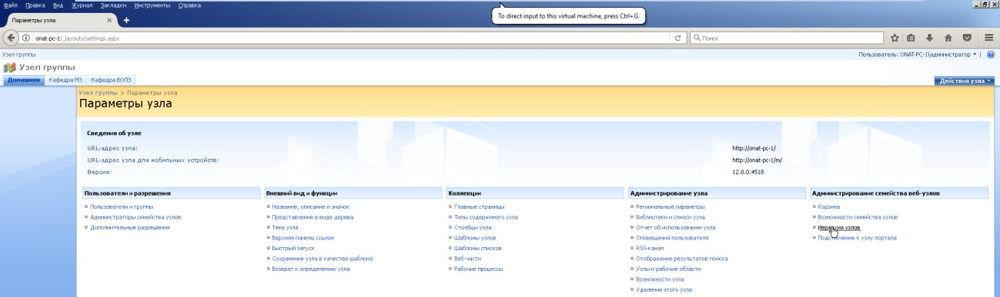 Файл Правка Вид Журнал Закладки Инструменты Справка
To direct input to this virtual machine, press Ctrl+G.
Параметры узла × +
onat-pc-1/_layouts/settings.aspx
Поиск
Узел группы
Пользователь: ONAT-PC-1\администратор
Узел группы
Домашняя Кафедра МЭ Кафедра ВОЛЗ
Действия узла
Узел группы > Параметры узла
Параметры узла
Сведения об узле
URL-адрес узла: http://onat-pc-1/
URL-адрес узла для мобильных устройств: http://onat-pc-1/m/
Версия: 12.0.0.4518
Пользователи и разрешения
Пользователи и группы
Администраторы семейства узлов
Дополнительные разрешения
Внешний вид и функции
Название, описание и значок
Представление в виде дерева
Тема узла
Верхняя панель ссылок
Быстрый запуск
Сохранение узла в качестве шаблона
Возврат к определению узла
Коллекции
Главные страницы
Типы содержимого узла
Столбцы узла
Шаблоны узлов
Шаблоны списков
Веб-части
Рабочие процессы
Администрирование узла
Региональные параметры
Библиотеки и списки узла
Отчет об использовании узла
Оповещения пользователя
RSS-канал
Отображение результатов поиска
Узлы и рабочие области
Возможности узла
Удаление этого узла
Администрирование семейства веб-узлов
Корзина
Возможности семейства узлов
Иерархия узлов
Подключение к узлу портала